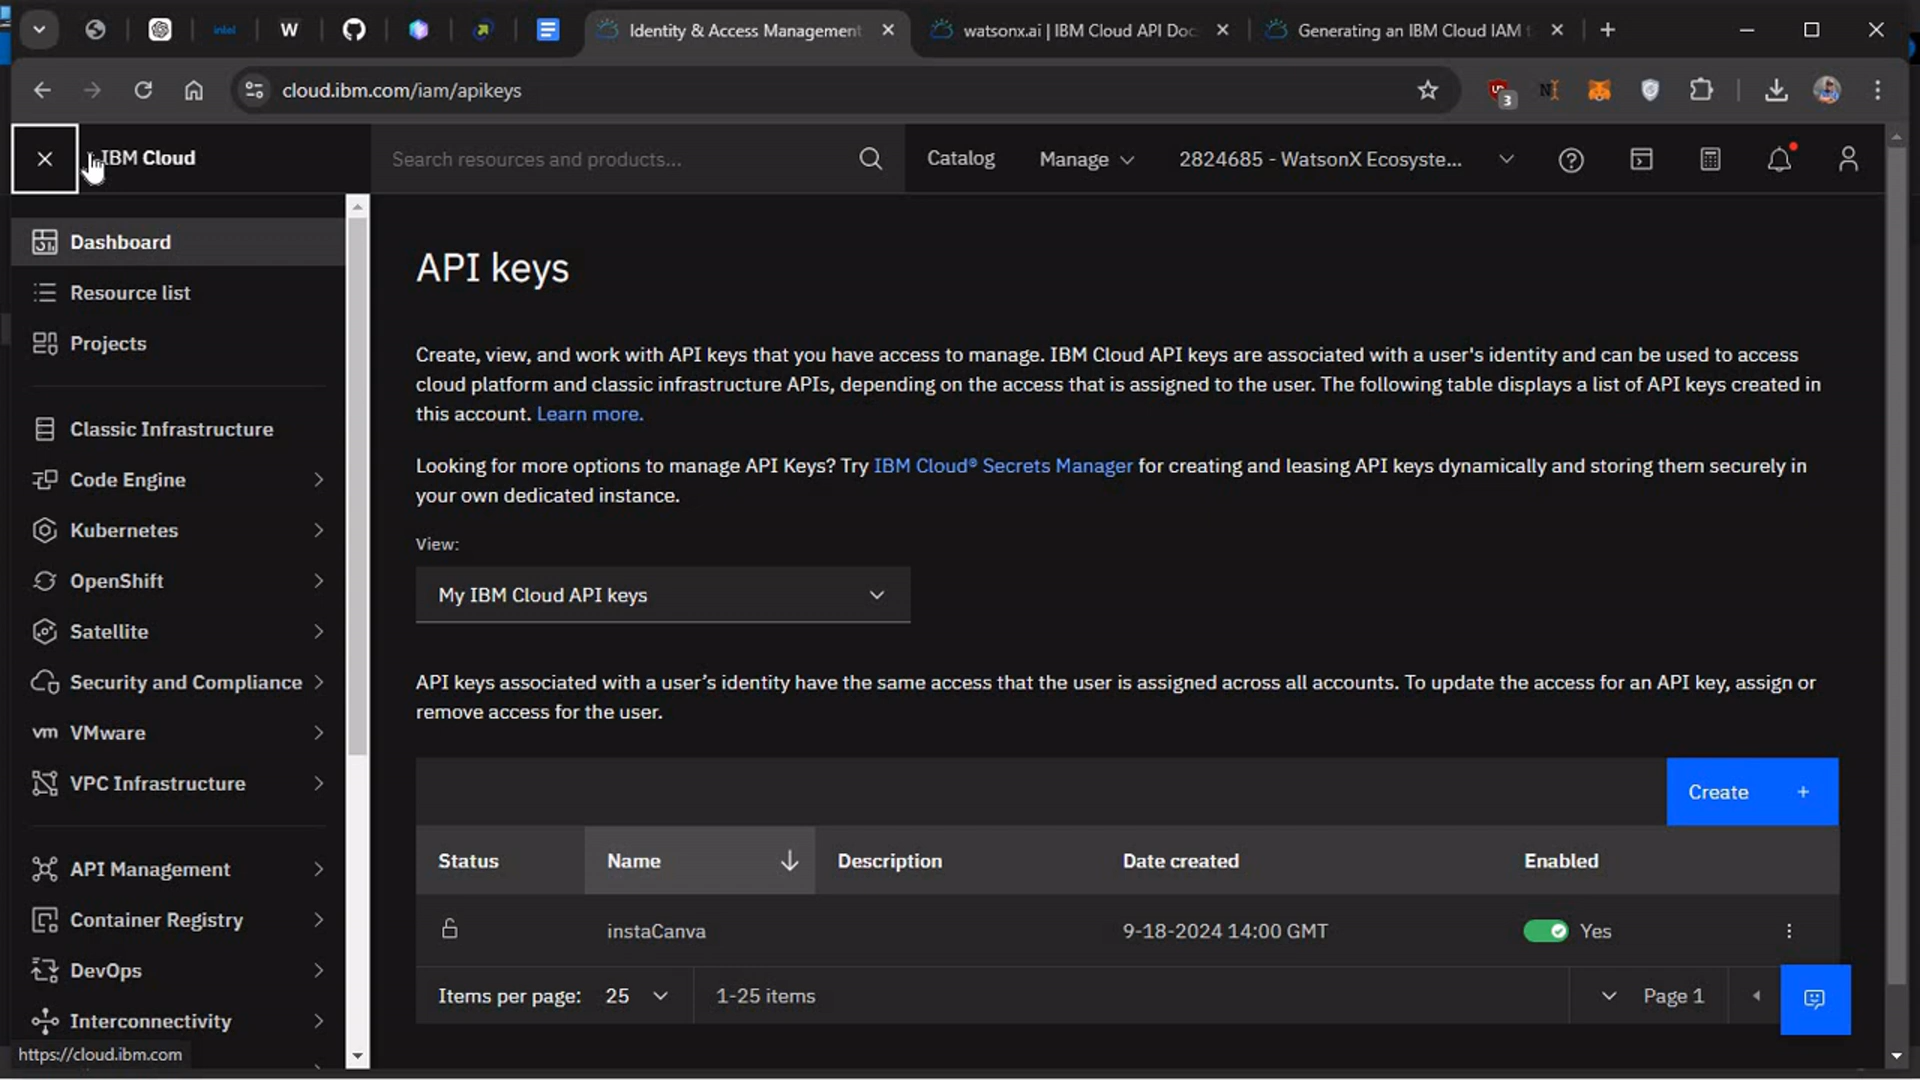 intel
W
Identity & Access Management
watsonx.ai | IBM Cloud API Doc
Generating an IBM Cloud IAM t
cloud.ibm.com/iam/apikeys
3
IBM Cloud
Search resources and products...
Catalog
Manage
2824685 - WatsonX Ecosyste...
Dashboard
Resource list
Projects
Classic Infrastructure
Code Engine
Kubernetes
OpenShift
Satellite
Security and Compliance
vm VMware
VPC Infrastructure
API Management
Container Registry
DevOps
Interconnectivity
https://cloud.ibm.com
API keys
Create, view, and work with API keys that you have access to manage. IBM Cloud API keys are associated with a user's identity and can be used to access
cloud platform and classic infrastructure APIs, depending on the access that is assigned to the user. The following table displays a list of API keys created in
this account. Learn more.
Looking for more options to manage API Keys? Try IBM Cloud® Secrets Manager for creating and leasing API keys dynamically and storing them securely in
your own dedicated instance.
View:
My IBM Cloud API keys
API keys associated with a user’s identity have the same access that the user is assigned across all accounts. To update the access for an API key, assign or
remove access for the user.
Create +
Status Name Description Date created Enabled
instaCanva 9-18-2024 14:00 GMT Yes
Items per page: 25 1-25 items Page 1